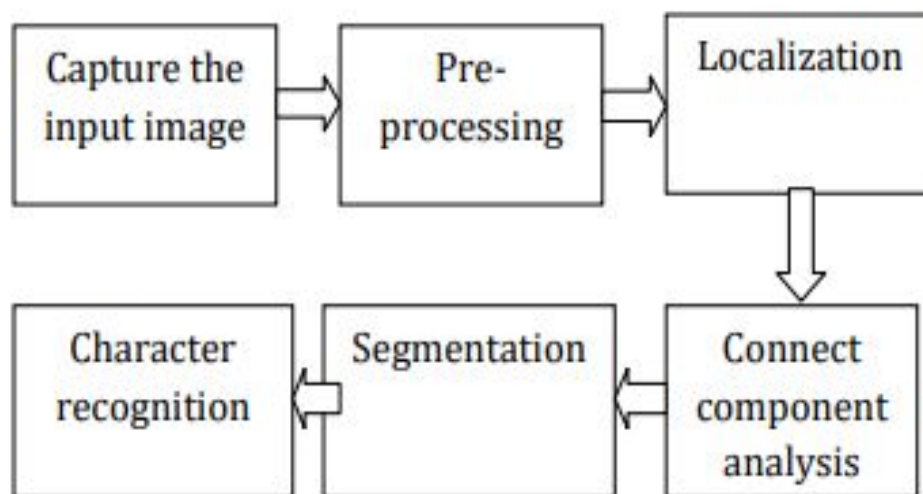 Capture the
input image
Pre-
processing
Localization
Connect
component
analysis
Segmentation
Character
recognition